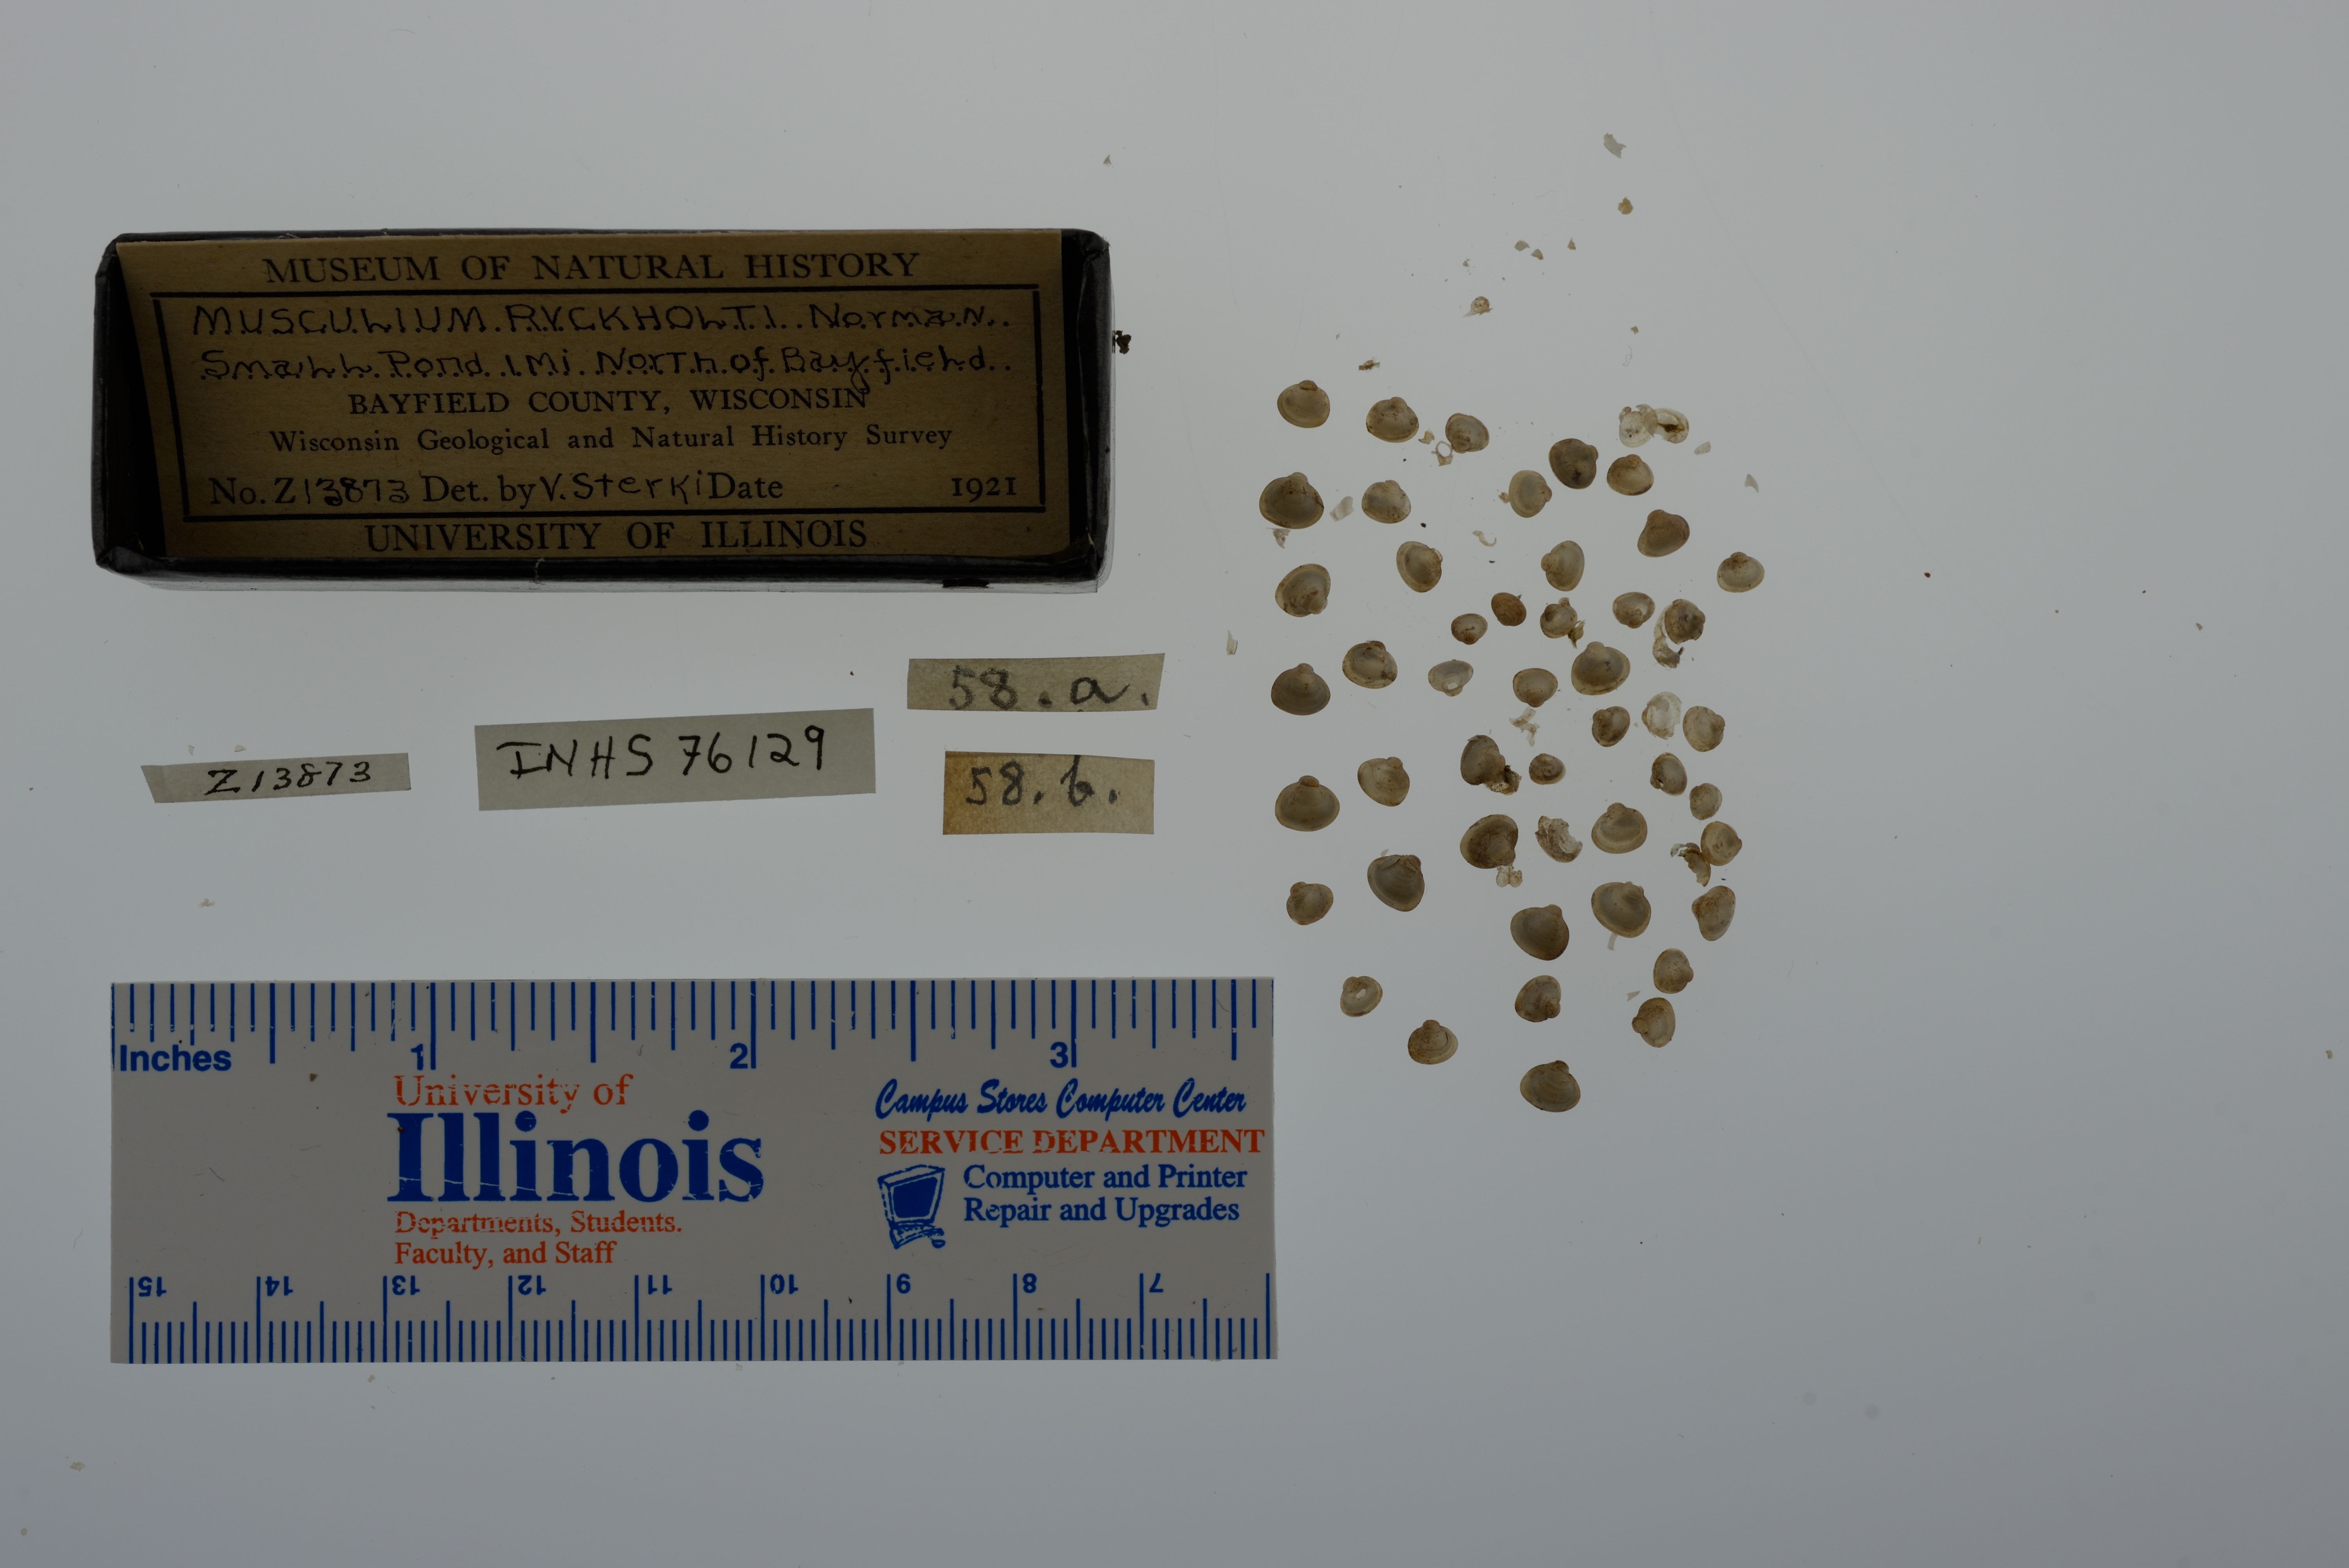 MUSEUM OF NATURAL HISTORY
MUSCULIUM RYCKHOLTI Norman
Small Pond 1 Mi. North of Bayfield
BAYFIELD COUNTY, WISCONSIN
Wisconsin Geological and Natural History Survey
No. Z13873 Det. by V. Sterki Date 1921
UNIVERSITY OF ILLINOIS
58.a.
INHS 76129
58.b.
Z13873
Inches 1 2 3
University of
Illinois
Departments, Students.
Faculty, and Staff
Campus Stores Computer Center
SERVICE DEPARTMENT
Computer and Printer
Repair and Upgrades
15 14 13 12 11 10 9 8 7